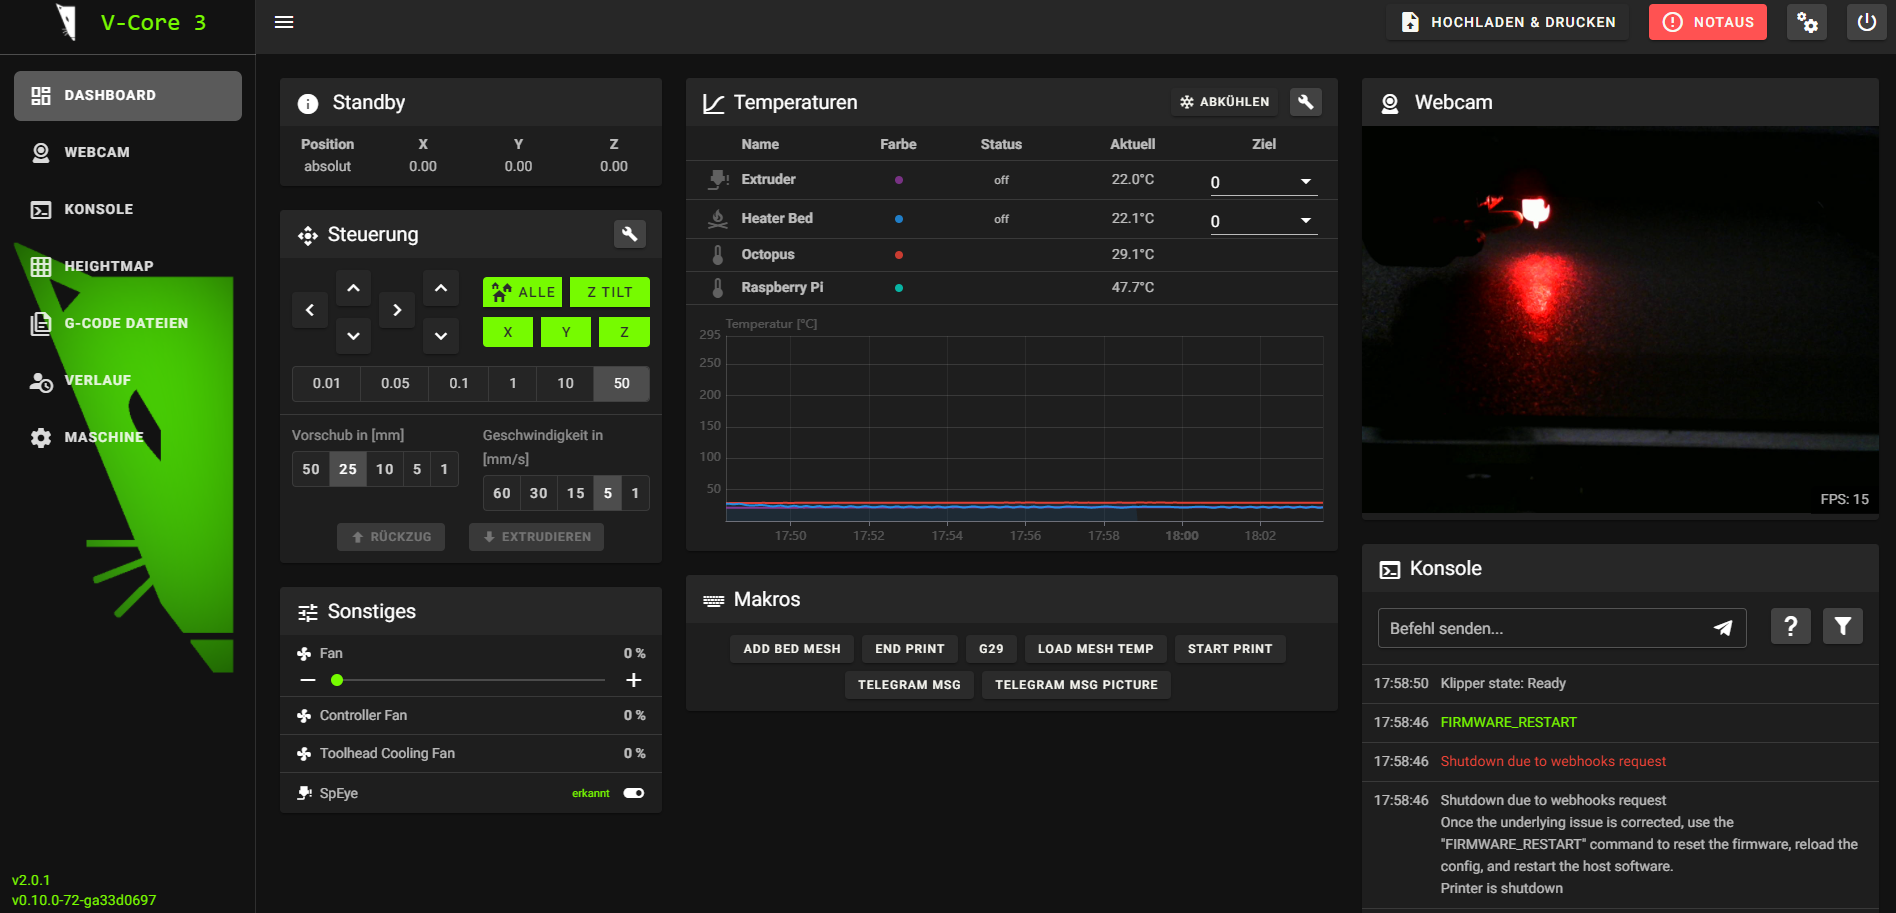 V-Core 3
HOCHLADEN & DRUCKEN
NOTAUS
DASHBOARD
WEBCAM
KONSOLE
HEIGHTMAP
G-CODE DATEIEN
VERLAUF
MASCHINE
v2.0.1
v0.10.0-72-ga33d0697
Standby
Position X Y Z
absolut 0.00 0.00 0.00
Steuerung
ALLE Z TILT
X Y Z
0.01 0.05 0.1 1 10 50
Vorschub in [mm]
50 25 10 5 1
Geschwindigkeit in
[mm/s]
60 30 15 5 1
RÜCKZUG EXTRUDIEREN
Sonstiges
Fan 0 %
Controller Fan 0 %
Toolhead Cooling Fan 0 %
SpEye erkannt
Temperaturen ABKÜHLEN
Name Farbe Status Aktuell Ziel
Extruder off 22.0°C 0
Heater Bed off 22.1°C 0
Octopus 29.1°C
Raspberry Pi 47.7°C
Temperatur [°C]
295
250
200
150
100
50
17:50 17:52 17:54 17:56 17:58 18:00 18:02
Makros
ADD BED MESH END PRINT G29 LOAD MESH TEMP START PRINT
TELEGRAM MSG TELEGRAM MSG PICTURE
Webcam
FPS: 15
Konsole
Befehl senden... ?
17:58:50 Klipper state: Ready
17:58:46 FIRMWARE_RESTART
17:58:46 Shutdown due to webhooks request
17:58:46 Shutdown due to webhooks request
Once the underlying issue is corrected, use the
"FIRMWARE_RESTART" command to reset the firmware, reload the
config, and restart the host software.
Printer is shutdown